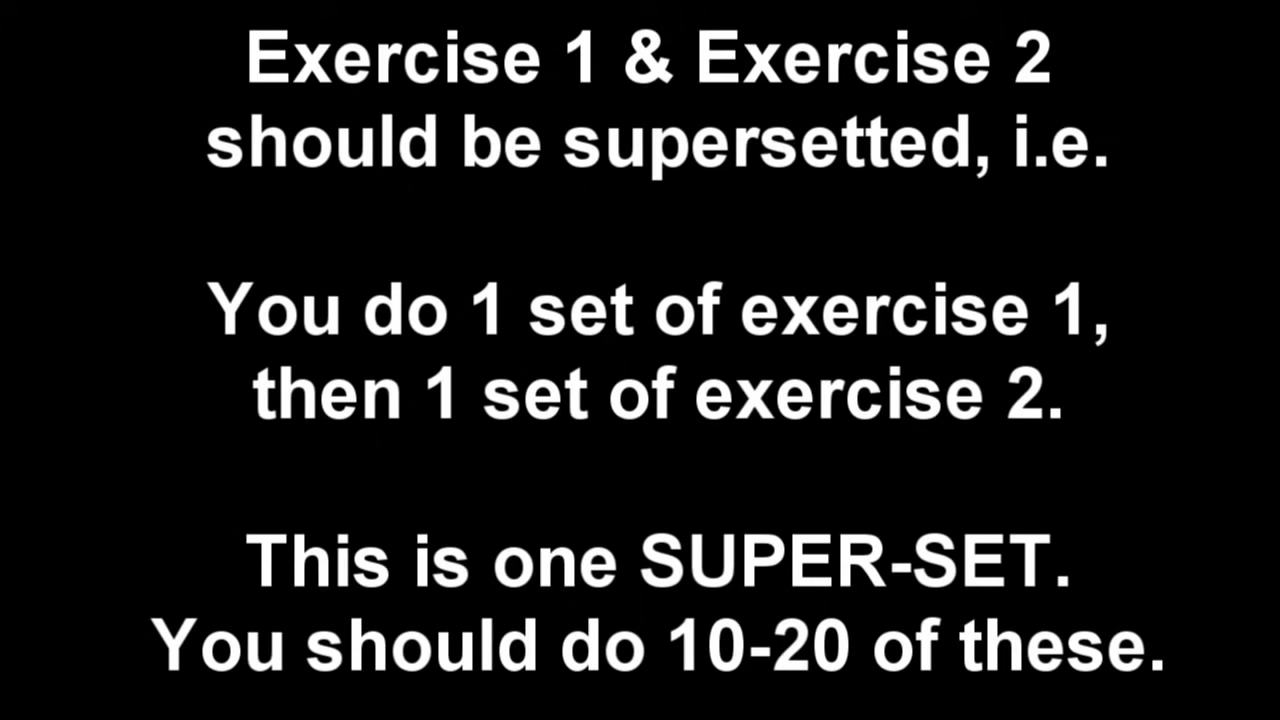 Exercise 1 & Exercise 2
should be supersetted, i.e.
You do 1 set of exercise 1,
then 1 set of exercise 2.
This is one SUPER-SET.
You should do 10-20 of these.